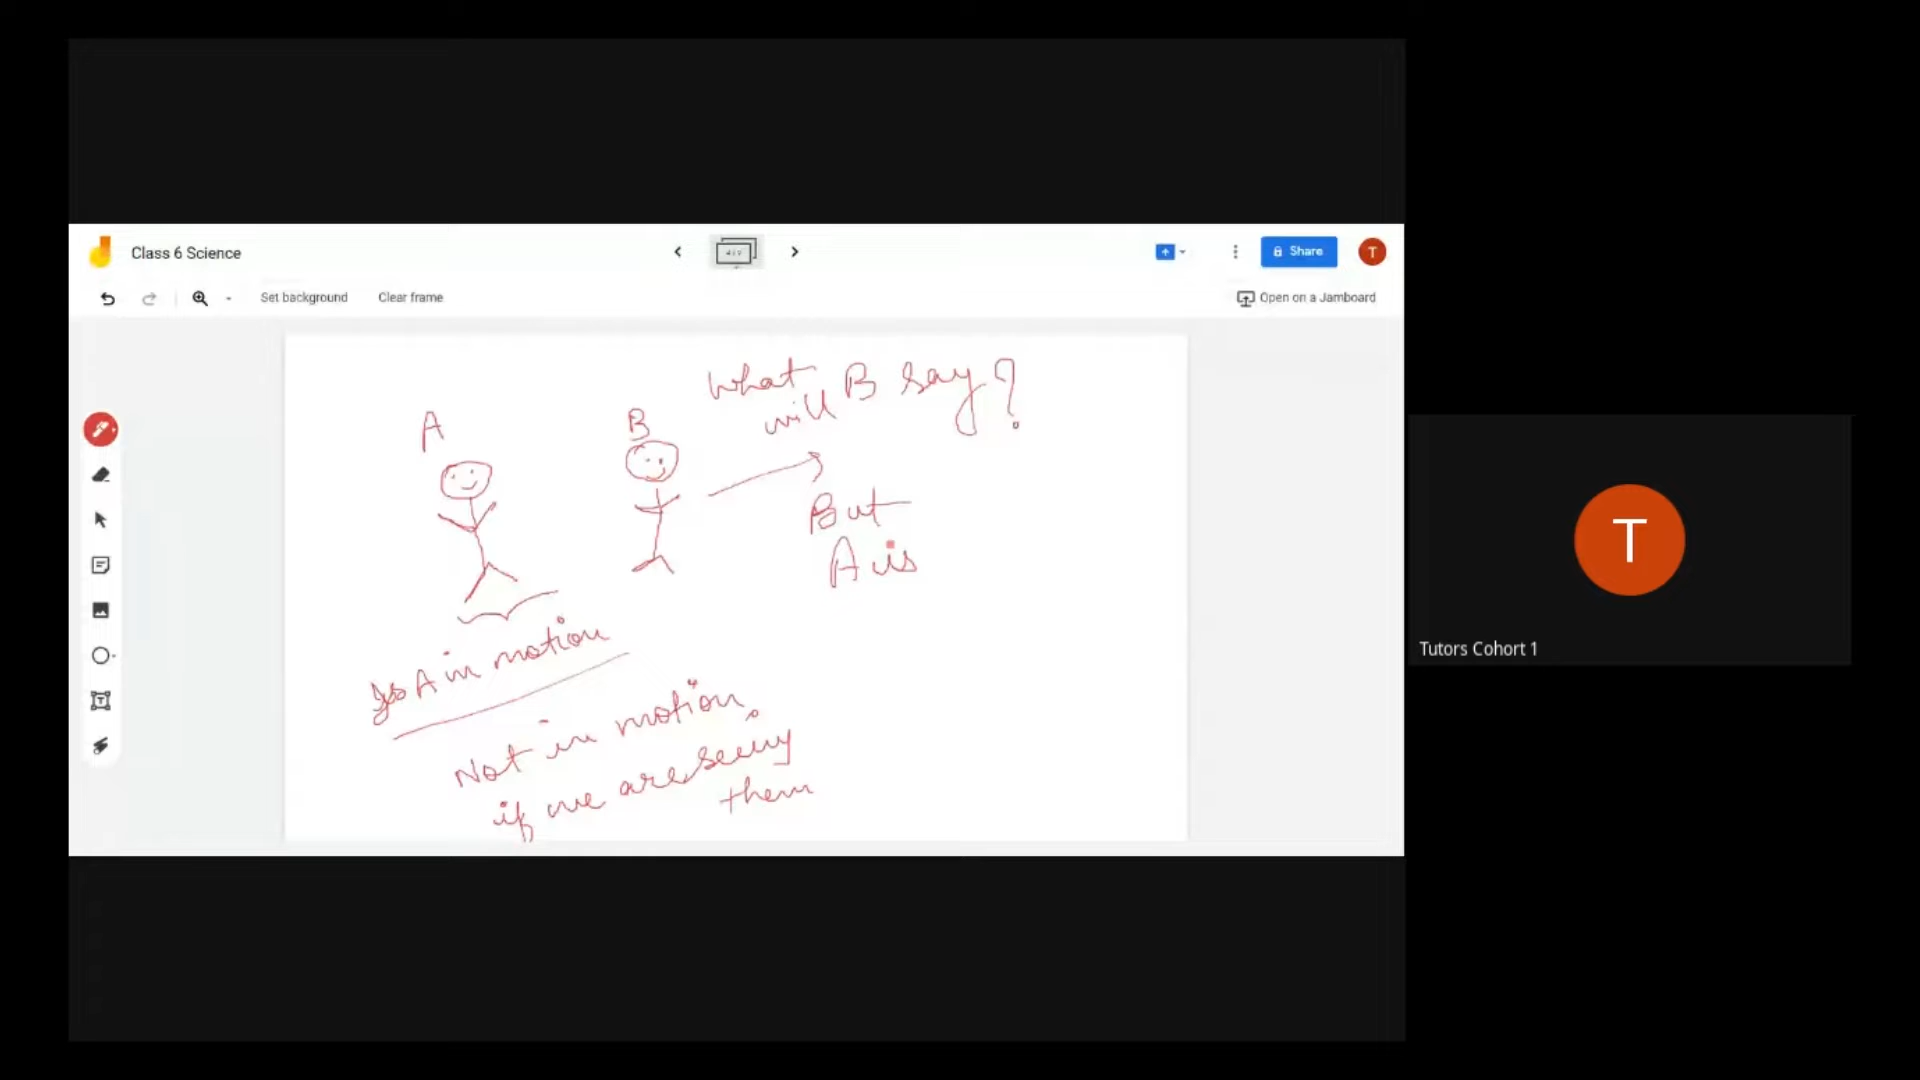 Class 6 Science
Share
T
Set background
Clear frame
Open on a Jamboard
What
will B say?
A
B
But
A is
Is A in motion
Not in motion
if we are seeing
them
T
Tutors Cohort 1